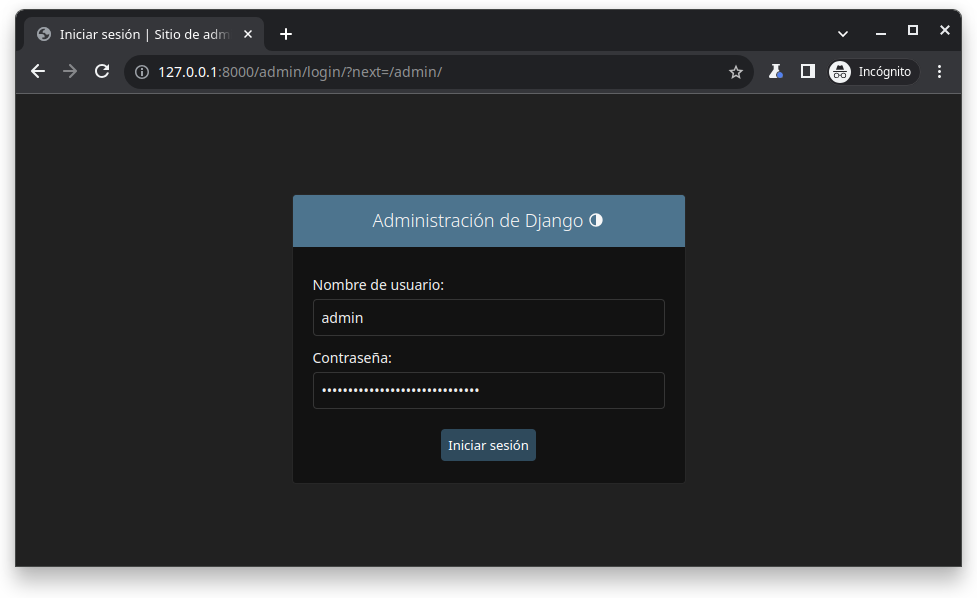 Iniciar sesión | Sitio de adm
127.0.0.1:8000/admin/login/?next=/admin/
Incógnito
Administración de Django
Nombre de usuario:
admin
Contraseña:
••••••••••••••••••••••••••••••
Iniciar sesión